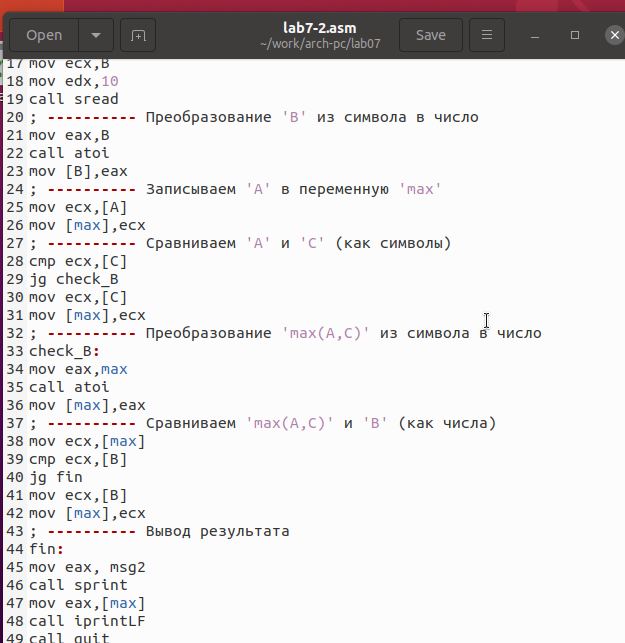 Open
lab7-2.asm
~/work/arch-pc/lab07
Save
17 mov ecx,B
18 mov edx,10
19 call sread
20 ; ---------- Преобразование 'B' из символа в число
21 mov eax,B
22 call atoi
23 mov [B],eax
24 ; ---------- Записываем 'A' в переменную 'max'
25 mov ecx,[A]
26 mov [max],ecx
27 ; ---------- Сравниваем 'A' и 'C' (как символы)
28 cmp ecx,[C]
29 jg check_B
30 mov ecx,[C]
31 mov [max],ecx
32 ; ---------- Преобразование 'max(A,C)' из символа в число
33 check_B:
34 mov eax,max
35 call atoi
36 mov [max],eax
37 ; ---------- Сравниваем 'max(A,C)' и 'B' (как числа)
38 mov ecx,[max]
39 cmp ecx,[B]
40 jg fin
41 mov ecx,[B]
42 mov [max],ecx
43 ; ---------- Вывод результата
44 fin:
45 mov eax, msg2
46 call sprint
47 mov eax,[max]
48 call iprintLF
49 call quit